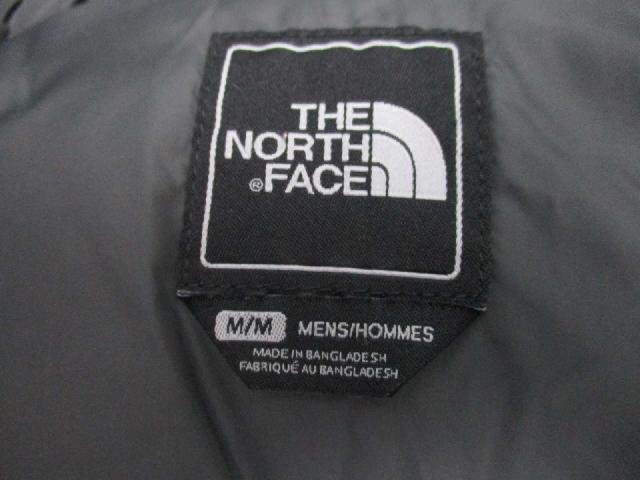 THE
NORTH
® FACE
M/M MENS/HOMMES
MADE IN BANGLADESH
FABRIQUÉ AU BANGLADESH